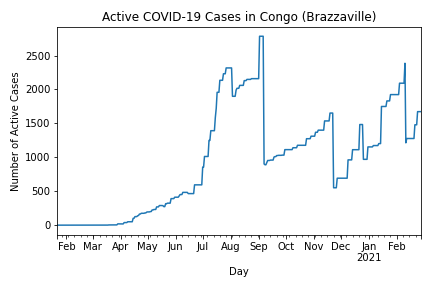 Active COVID-19 Cases in Congo (Brazzaville)
Number of Active Cases
2500
2000
1500
1000
500
0
Feb Mar Apr May Jun Jul Aug Sep Oct Nov Dec Jan Feb
2021
Day